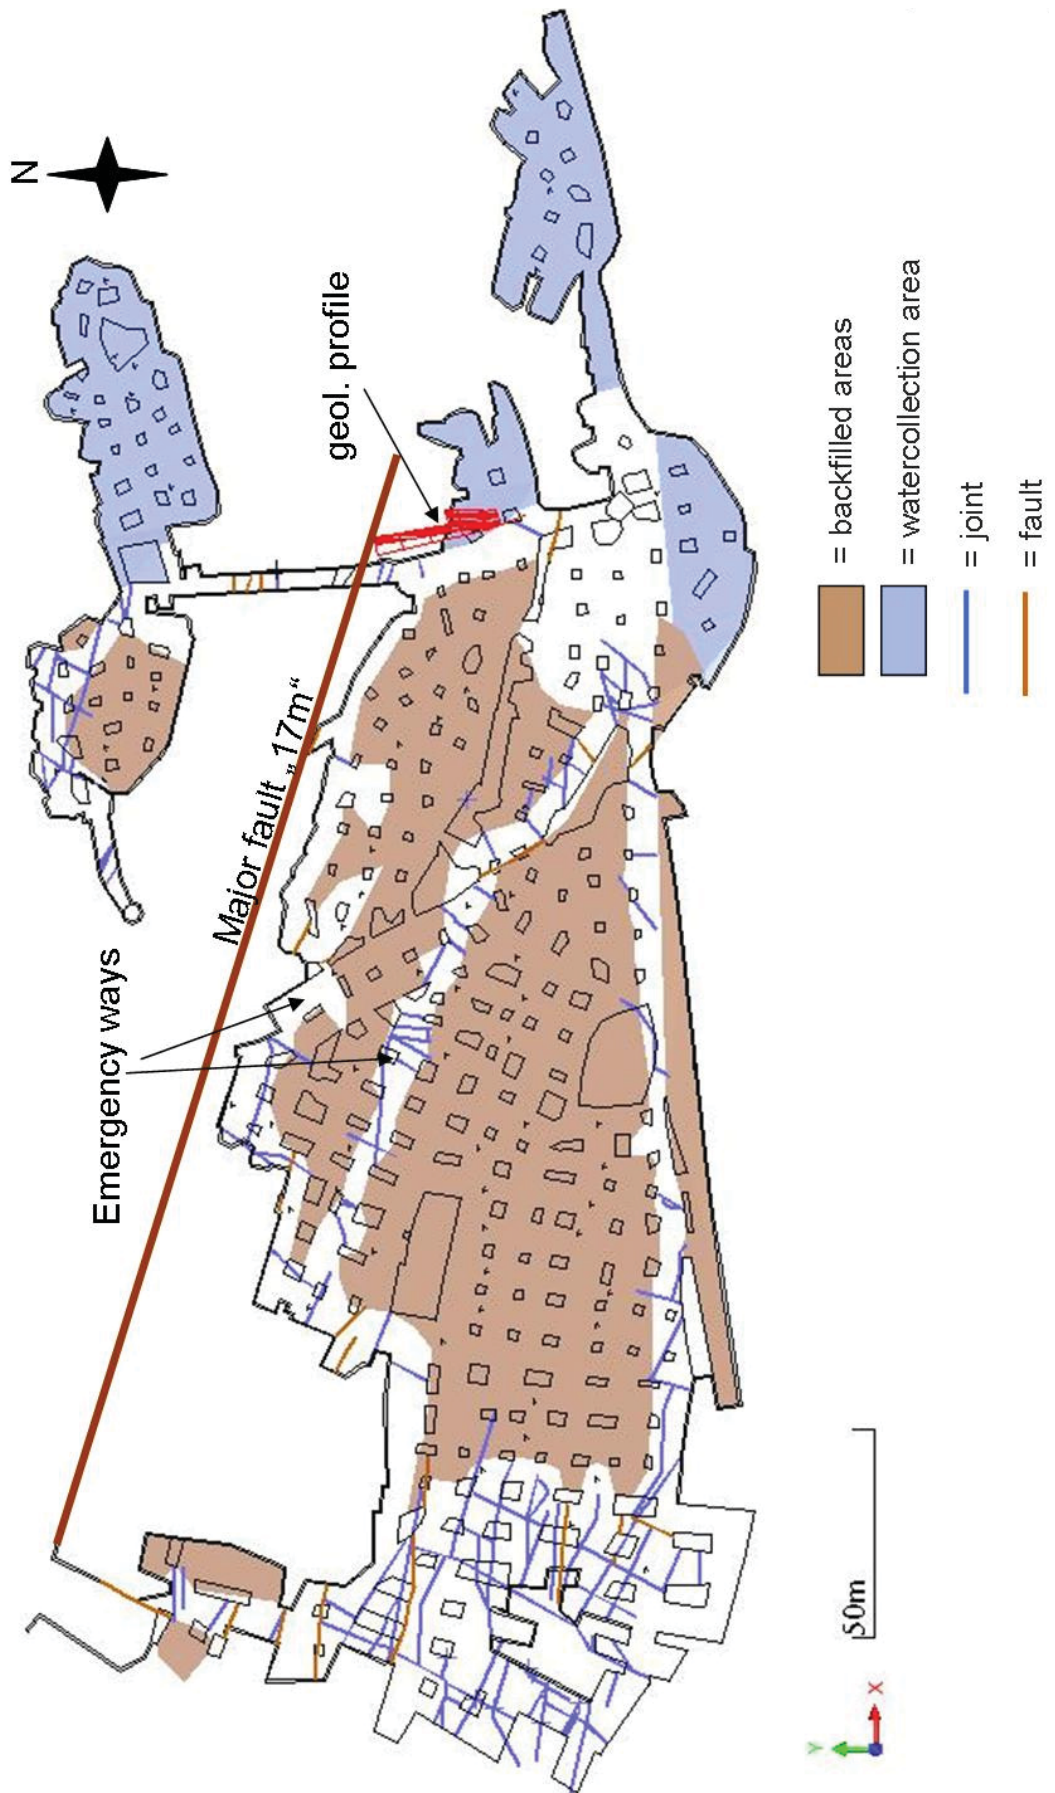 N
geol. profile
Major fault „17m“
Emergency ways
= backfilled areas
= watercollection area
= joint
= fault
50m
Y
X